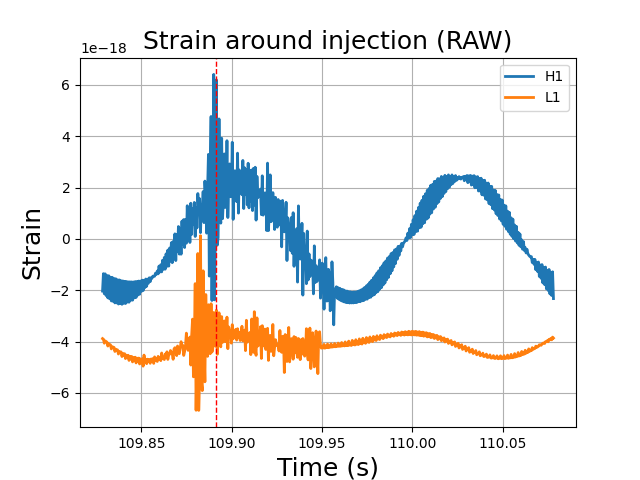 Strain around injection (RAW)
1e−18
H1
L1
6
4
2
0
−2
−4
−6
Strain
109.85 109.90 109.95 110.00 110.05
Time (s)